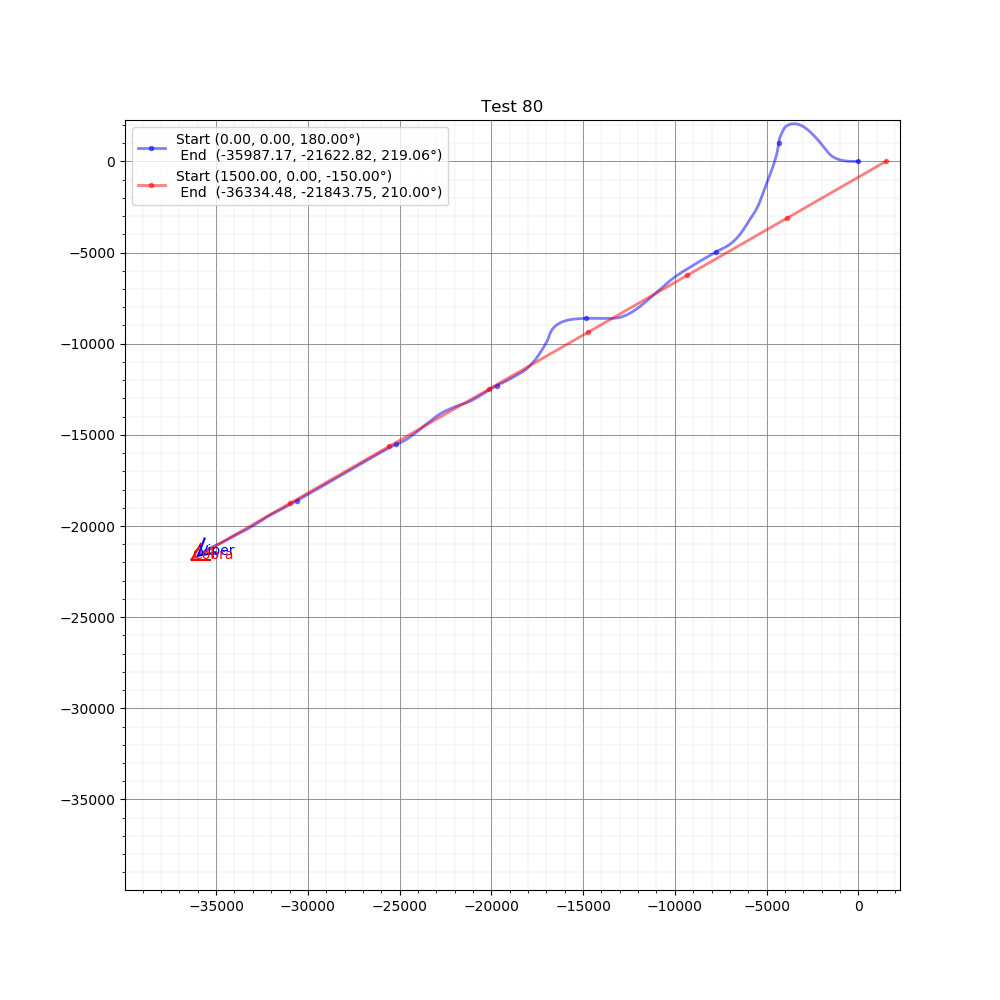 Test 80
Start (0.00, 0.00, 180.00°)
End (-35987.17, -21622.82, 219.06°)
Start (1500.00, 0.00, -150.00°)
End (-36334.48, -21843.75, 210.00°)
0
−5000
−10000
−15000
−20000
−25000
−30000
−35000
Viper
−35000 −30000 −25000 −20000 −15000 −10000 −5000 0